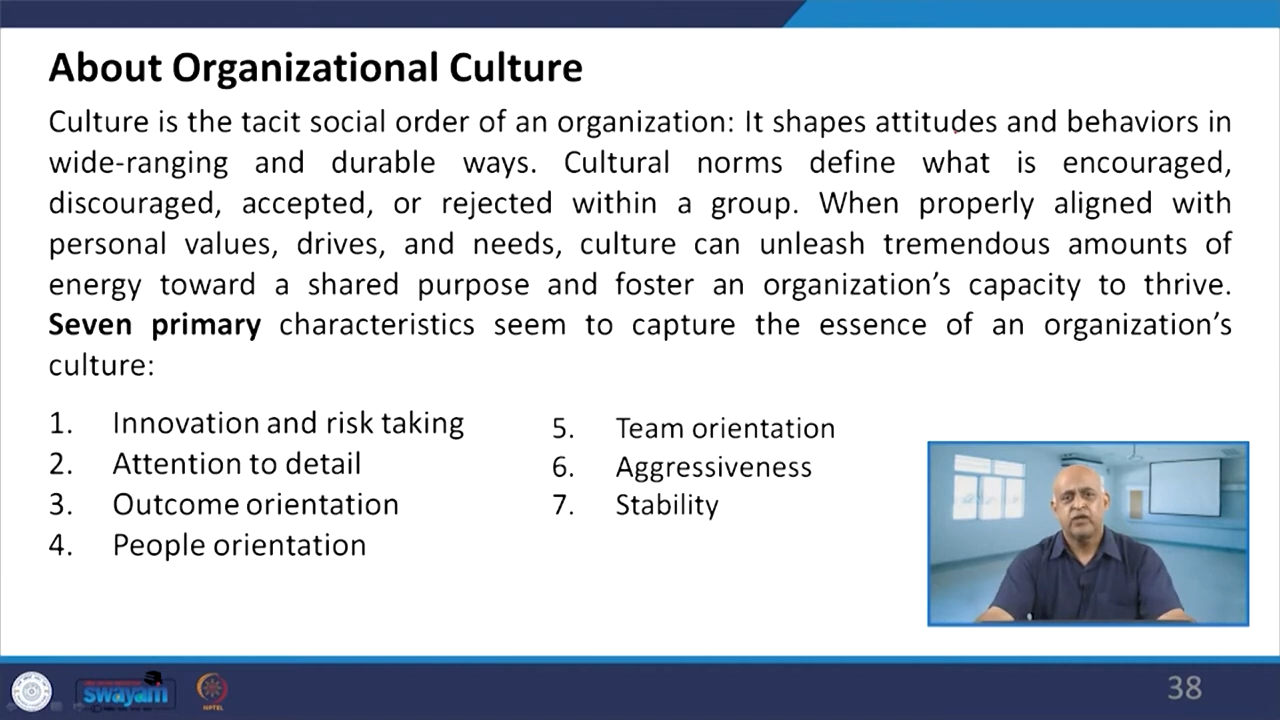 About Organizational Culture
Culture is the tacit social order of an organization: It shapes attitudes and behaviors in
wide-ranging and durable ways. Cultural norms define what is encouraged,
discouraged, accepted, or rejected within a group. When properly aligned with
personal values, drives, and needs, culture can unleash tremendous amounts of
energy toward a shared purpose and foster an organization’s capacity to thrive.
Seven primary characteristics seem to capture the essence of an organization’s
culture:
1. Innovation and risk taking
2. Attention to detail
3. Outcome orientation
4. People orientation
5. Team orientation
6. Aggressiveness
7. Stability
swayam
NPTEL
38